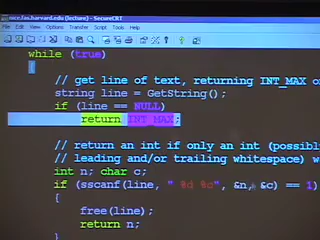 nice.fas.harvard.edu (lecture) - SecureCRT
File Edit View Options Transfer Script Tools Help
while (true)
{
// get line of text, returning INT_MAX o
string line = GetString();
if (line == NULL)
return INT_MAX;
// return an int if only an int (possib
// leading and/or trailing whitespace) w
int n; char c;
if (sscanf(line, " %d %c", &n, &c) == 1)
{
free(line);
return n;
}